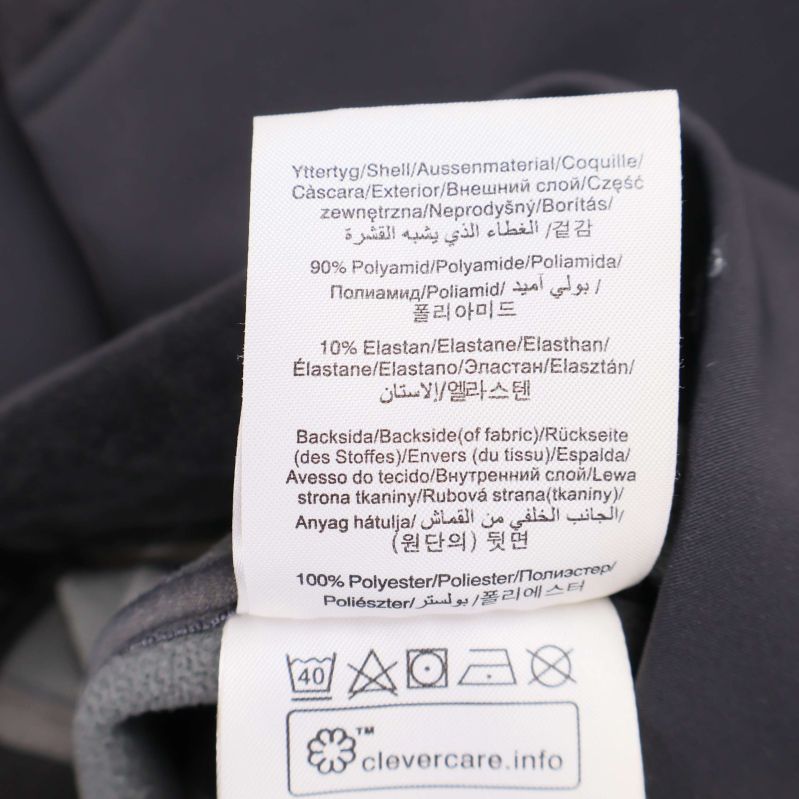 Yttertyg/Shell/Aussenmaterial/Coquille/
Càscara/Exterior/Внешний слой/Część
zewnętrzna/Neprodyšný/Borítás/
الغطاء الذي يشبه القشرة /겉감
90% Polyamid/Polyamide/Poliamida/
Полиамид/Poliamid/ بولي آميد /
폴리아미드
10% Elastan/Elastane/Elasthan/
Élastane/Elastano/Эластан/Elasztán/
إلاستان/엘라스텐
Backsida/Backside(of fabric)/Rückseite
(des Stoffes)/Envers (du tissu)/Espalda/
Avesso do tecido/Внутренний слой/Lewa
strona tkaniny/Rubová strana(tkaniny)/
Anyag hátulja/ الجانب الخلفي من القماش/
(원단의) 뒷면
100% Polyester/Poliester/Полиэстер/
Poliészter/ بولستر /폴리에스터
40
™
clevercare.info